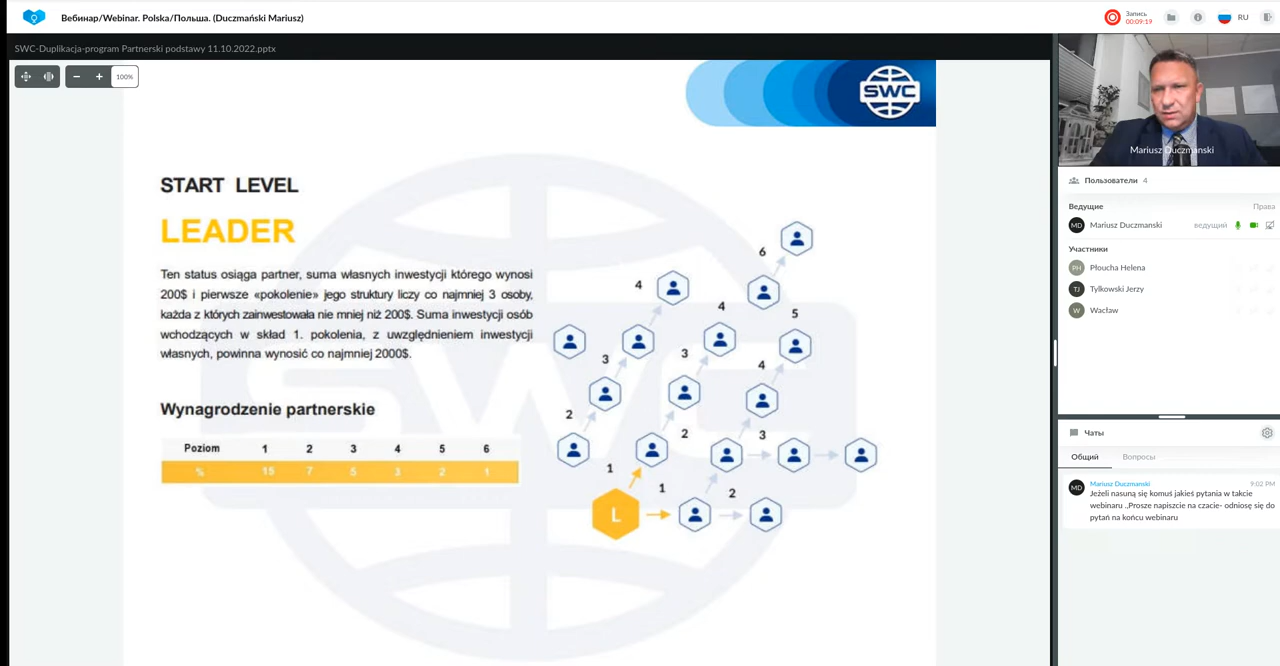 Вебинар/Webinar. Polska/Польша. (Duczmański Mariusz)
Запись
00:09:19
RU
SWC-Duplikacja-program Partnerski podstawy 11.10.2022.pptx
100%
SWC
START LEVEL
LEADER
Ten status osiąga partner, suma własnych inwestycji którego wynosi
200$ i pierwsze «pokolenie» jego struktury liczy co najmniej 3 osoby,
każda z których zainwestowała nie mniej niż 200$. Suma inwestycji osób
wchodzących w skład 1. pokolenia, z uwzględnieniem inwestycji
własnych, powinna wynosić co najmniej 2000$.
Wynagrodzenie partnerskie
Poziom 1 2 3 4 5 6
% 15 7 5 3 2 1
6
4
4
5
3
3
4
2
2
3
1
1
2
L
SWC
Mariusz Duczmanski
Пользователи 4
Ведущие Права
MD Mariusz Duczmanski ведущий
Участники
PH Płoucha Helena
TJ Tylkowski Jerzy
W Wacław
Чаты
Общий Вопросы
MD Mariusz Duczmanski 9:02 PM
Jeżeli nasuną się komuś jakieś pytania w takcie
webinaru ,,Prosze napiszcie na czacie- odniosę się do
pytań na końcu webinaru